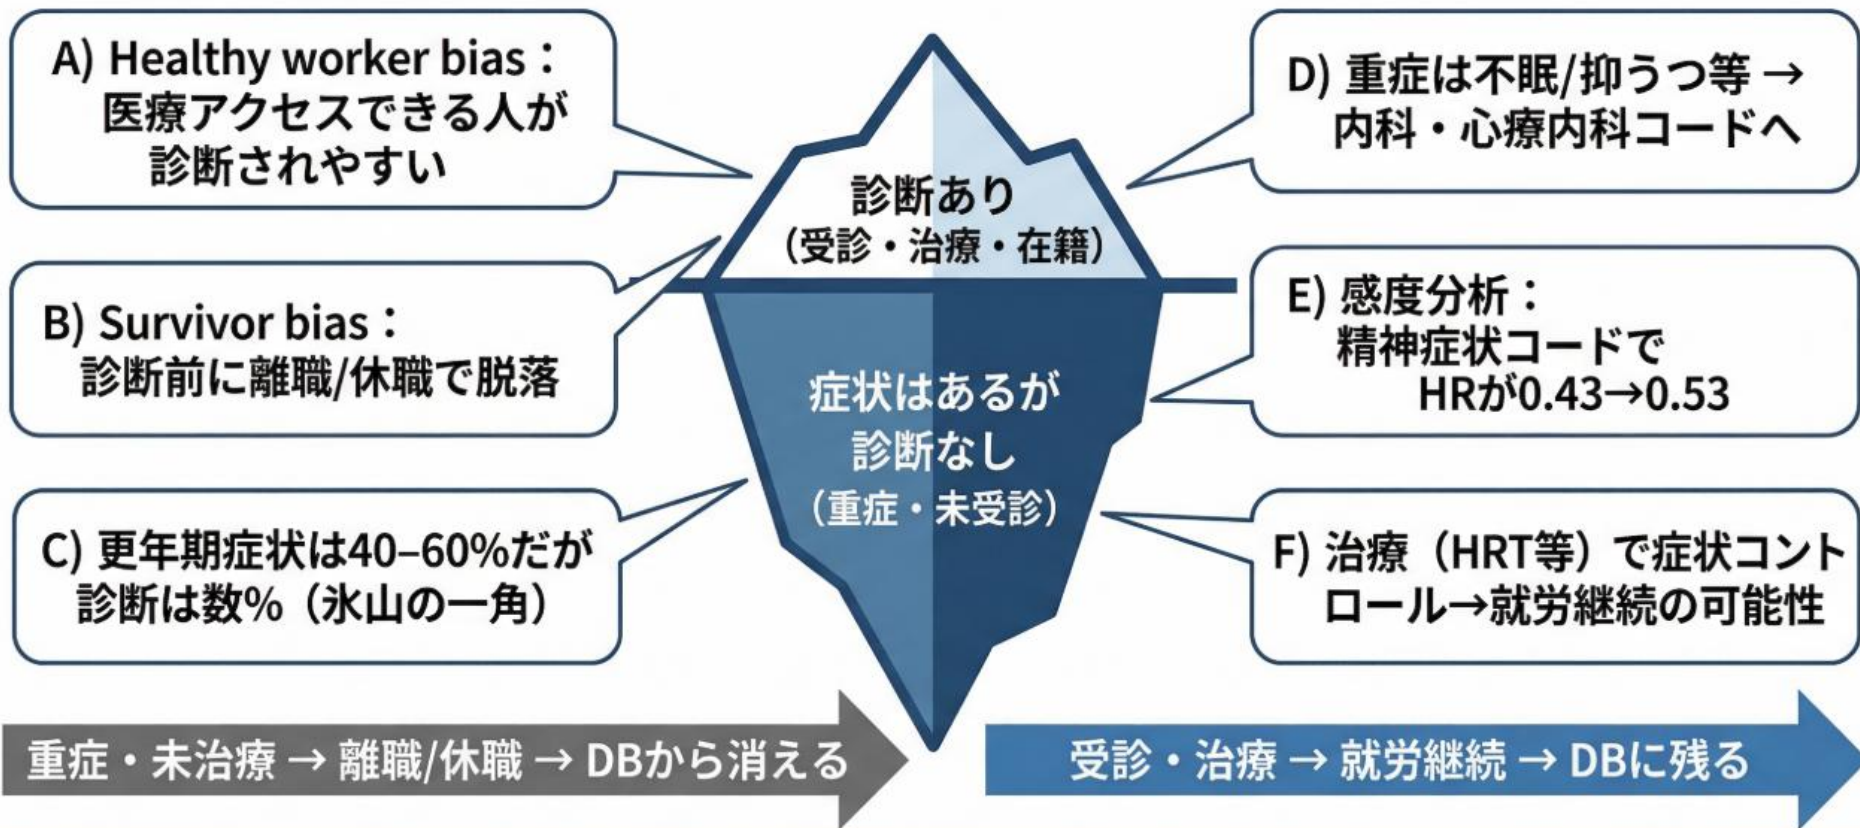 A) Healthy worker bias：
医療アクセスできる人が
診断されやすい
B) Survivor bias：
診断前に離職/休職で脱落
C) 更年期症状は40–60%だが
診断は数%（氷山の一角）
診断あり
（受診・治療・在籍）
症状はあるが
診断なし
（重症・未受診）
D) 重症は不眠/抑うつ等 →
内科・心療内科コードへ
E) 感度分析：
精神症状コードで
HRが0.43→0.53
F) 治療（HRT等）で症状コント
ロール→就労継続の可能性
重症・未治療 → 離職/休職 → DBから消える
受診・治療 → 就労継続 → DBに残る